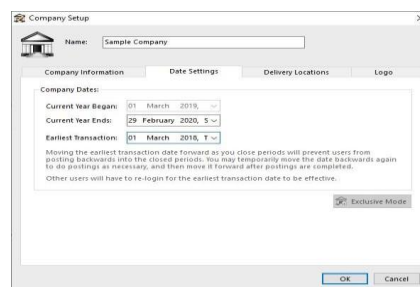 Company Setup
Name: Sample Company
Company Information Date Settings Delivery Locations Logo
Company Dates:
Current Year Began: 01 March 2019,
Current Year Ends: 29 February 2020, S
Earliest Transaction: 01 March 2018, T
Moving the earliest transaction date forward as you close periods will prevent users from
posting backwards into the closed periods. You may temporarily move the date backwards again
to do postings as necessary, and then move it forward after postings are completed.
Other users will have to re-login for the earliest transaction date to be effective.
Exclusive Mode
OK Cancel